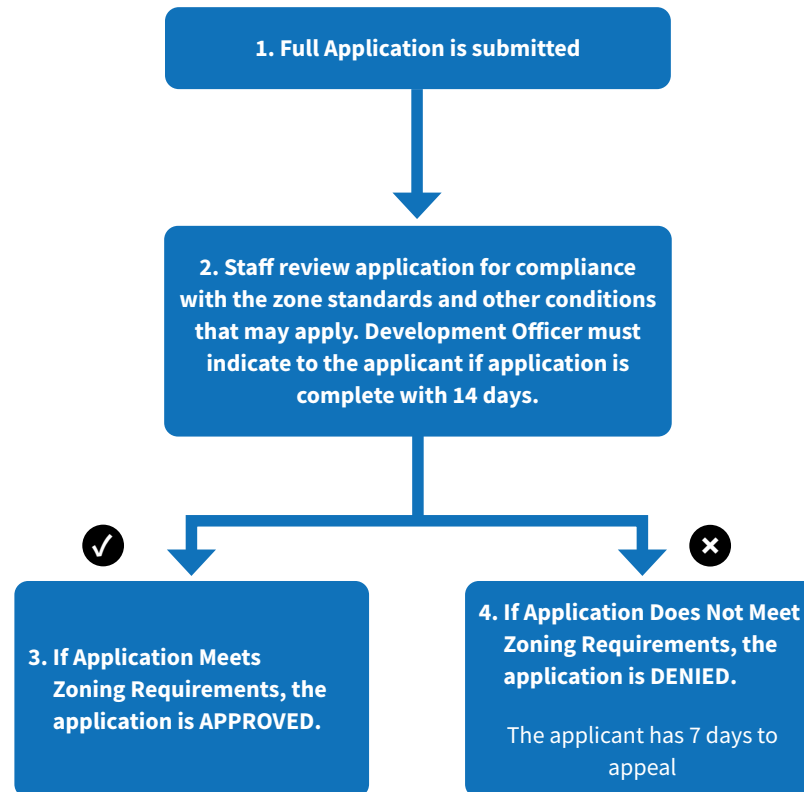 1. Full Application is submitted
2. Staff review application for compliance
with the zone standards and other conditions
that may apply. Development Officer must
indicate to the applicant if application is
complete with 14 days.
3. If Application Meets
Zoning Requirements, the
application is APPROVED.
4. If Application Does Not Meet
Zoning Requirements, the
application is DENIED.
The applicant has 7 days to
appeal